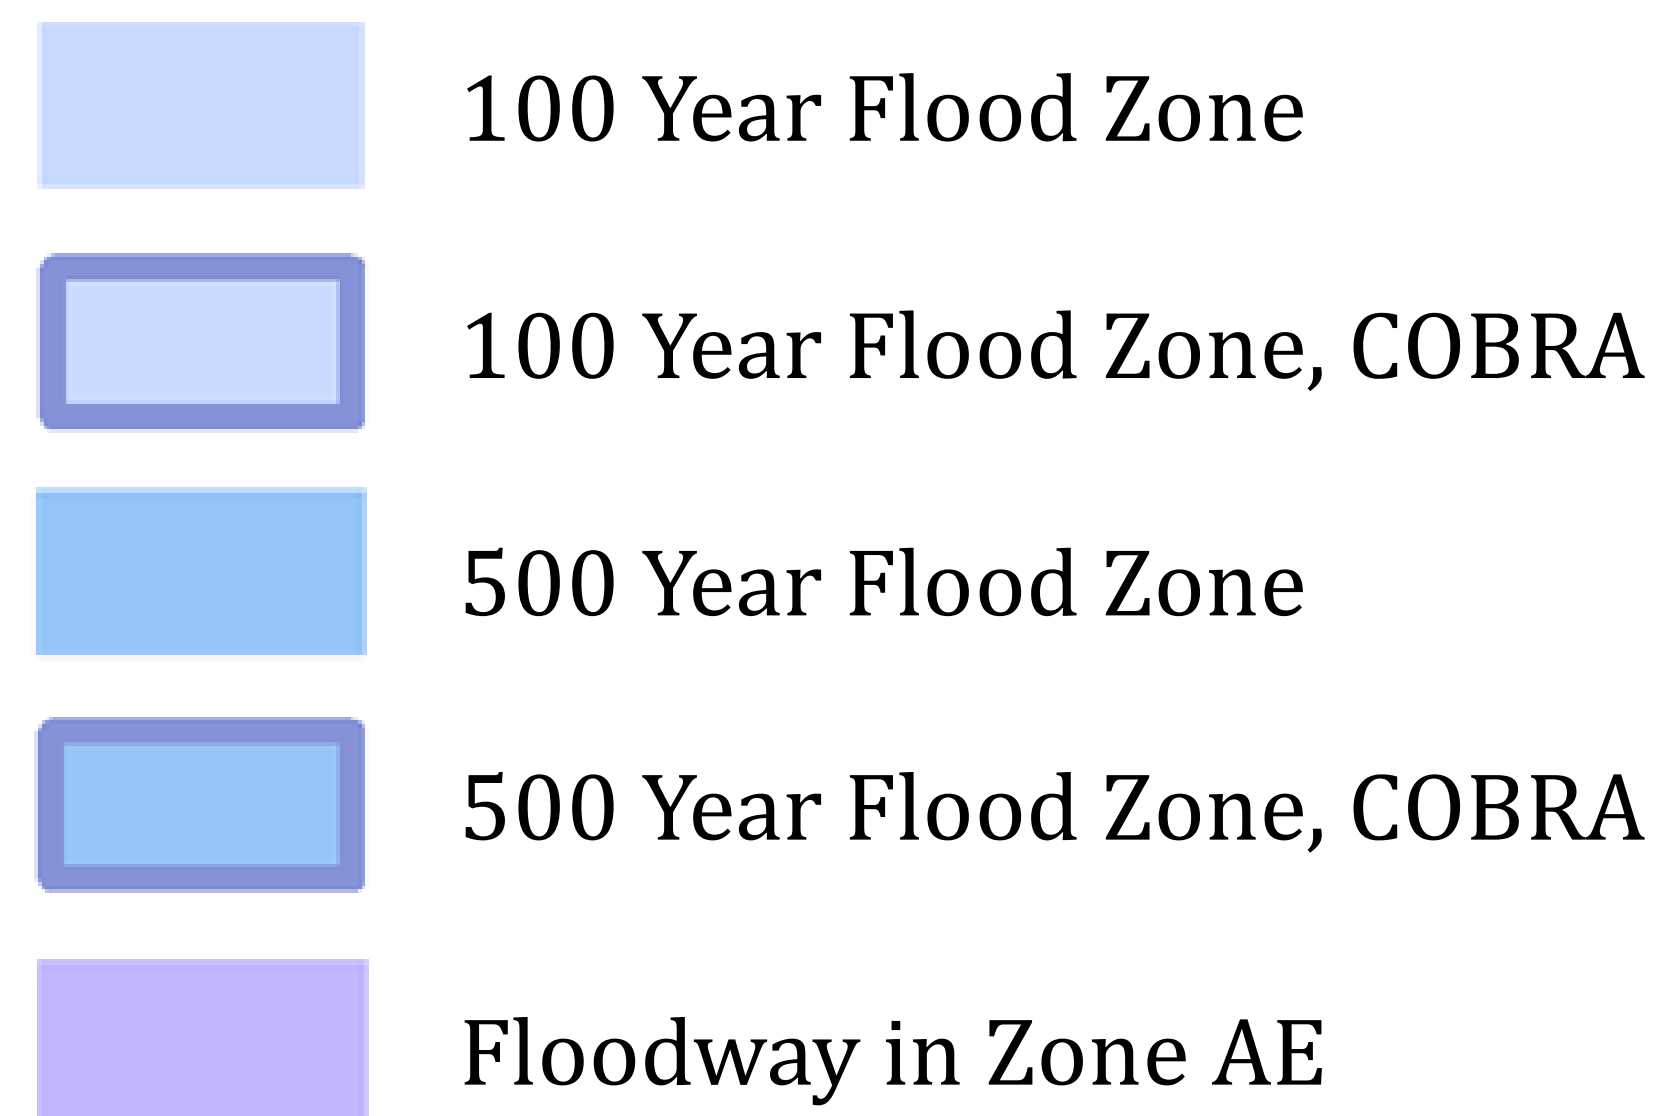 100 Year Flood Zone
100 Year Flood Zone, COBRA
500 Year Flood Zone
500 Year Flood Zone, COBRA
Floodway in Zone AE